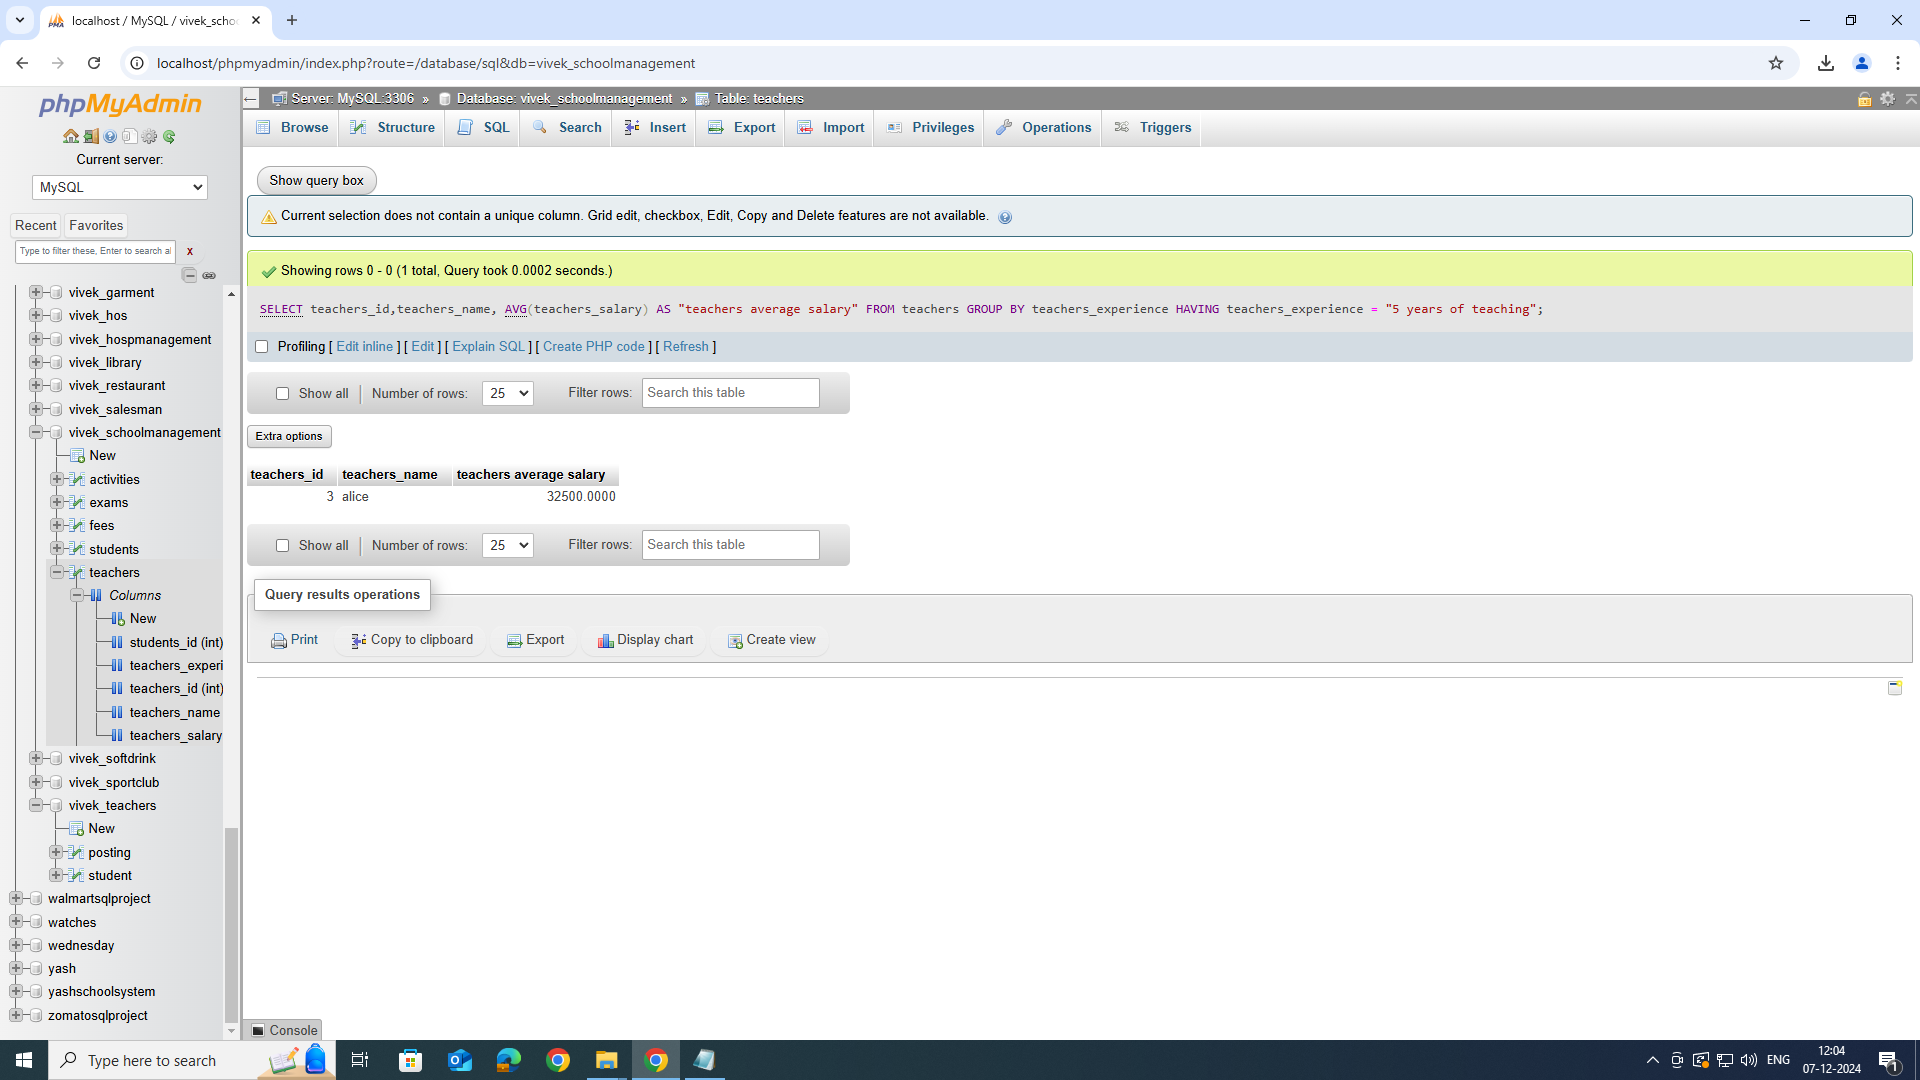 localhost / MySQL / vivek_scho
localhost/phpmyadmin/index.php?route=/database/sql&db=vivek_schoolmanagement
phpMyAdmin
Current server:
MySQL
Recent Favorites
Type to filter these, Enter to search al X
vivek_garment
vivek_hos
vivek_hospmanagement
vivek_library
vivek_restaurant
vivek_salesman
vivek_schoolmanagement
New
activities
exams
fees
students
teachers
Columns
New
students_id (int)
teachers_experi
teachers_id (int)
teachers_name
teachers_salary
vivek_softdrink
vivek_sportclub
vivek_teachers
New
posting
student
walmartsqlproject
watches
wednesday
yash
yashschoolsystem
zomatosqlproject
Server: MySQL:3306 » Database: vivek_schoolmanagement » Table: teachers
Browse Structure SQL Search Insert Export Import Privileges Operations Triggers
Show query box
Current selection does not contain a unique column. Grid edit, checkbox, Edit, Copy and Delete features are not available.
Showing rows 0 - 0 (1 total, Query took 0.0002 seconds.)
SELECT teachers_id,teachers_name, AVG(teachers_salary) AS "teachers average salary" FROM teachers GROUP BY teachers_experience HAVING teachers_experience = "5 years of teaching";
Profiling [ Edit inline ] [ Edit ] [ Explain SQL ] [ Create PHP code ] [ Refresh ]
Show all Number of rows: 25 Filter rows: Search this table
Extra options
teachers_id teachers_name teachers average salary
3 alice 32500.0000
Show all Number of rows: 25 Filter rows: Search this table
Query results operations
Print Copy to clipboard Export Display chart Create view
Console
Type here to search
ENG
12:04
07-12-2024
1